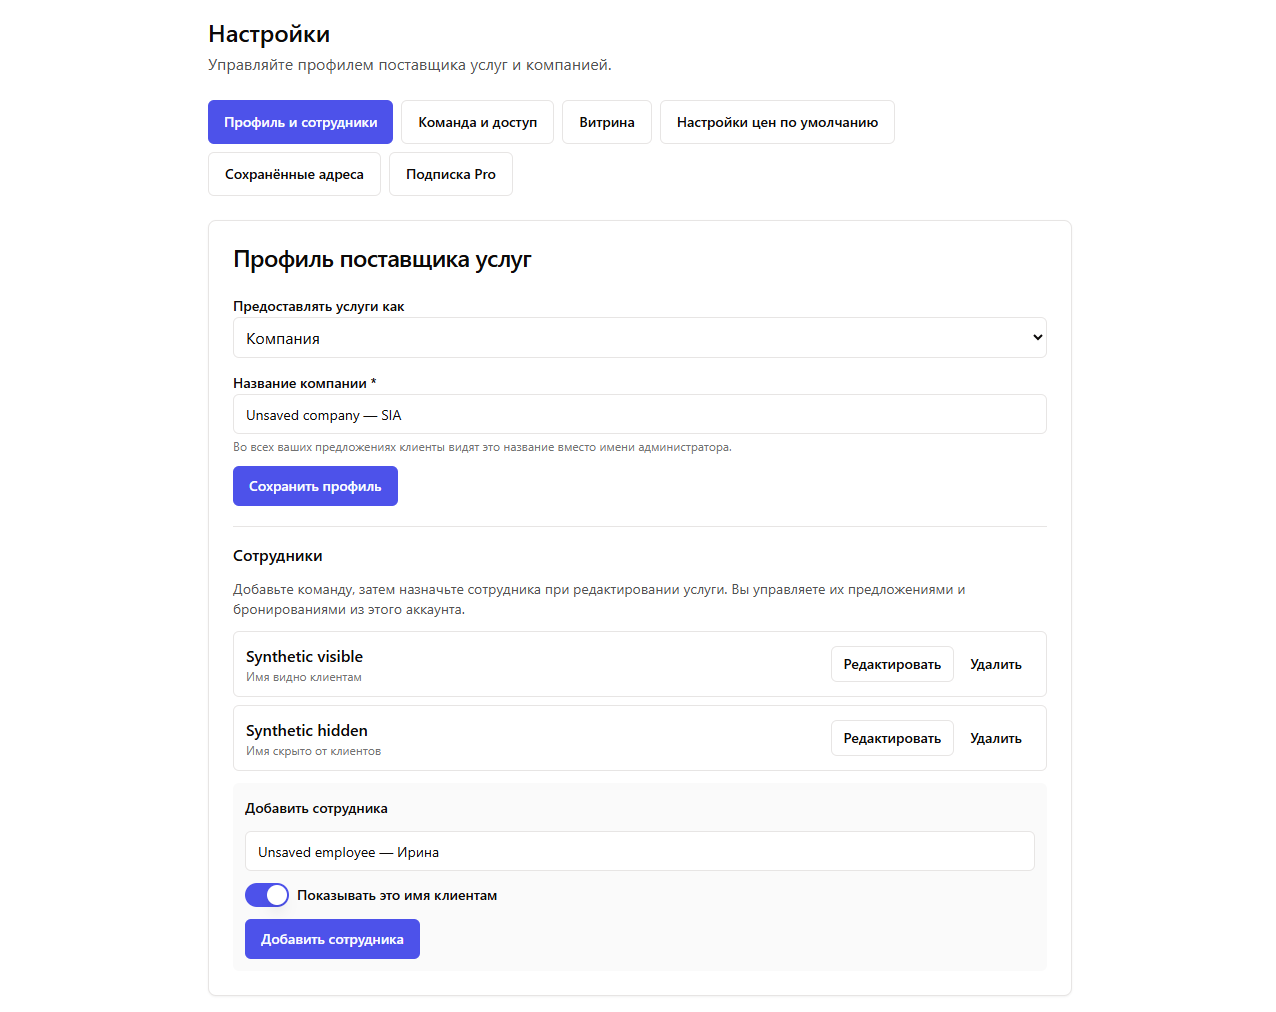 Настройки
Управляйте профилем поставщика услуг и компанией.
Профиль и сотрудники
Команда и доступ
Витрина
Настройки цен по умолчанию
Сохранённые адреса
Подписка Pro
Профиль поставщика услуг
Предоставлять услуги как
Компания
Название компании *
Unsaved company — SIA
Во всех ваших предложениях клиенты видят это название вместо имени администратора.
Сохранить профиль
Сотрудники
Добавьте команду, затем назначьте сотрудника при редактировании услуги. Вы управляете их предложениями и
бронированиями из этого аккаунта.
Synthetic visible
Имя видно клиентам
Редактировать
Удалить
Synthetic hidden
Имя скрыто от клиентов
Редактировать
Удалить
Добавить сотрудника
Unsaved employee — Ирина
Показывать это имя клиентам
Добавить сотрудника